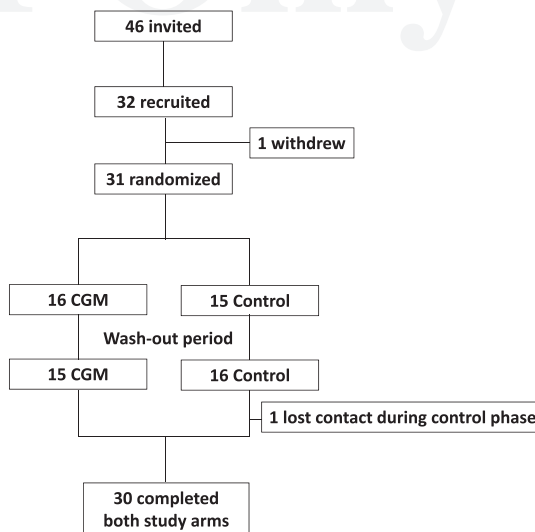 46 invited
32 recruited
1 withdrew
31 randomized
16 CGM
15 Control
Wash-out period
15 CGM
16 Control
1 lost contact during control phase
30 completed
both study arms